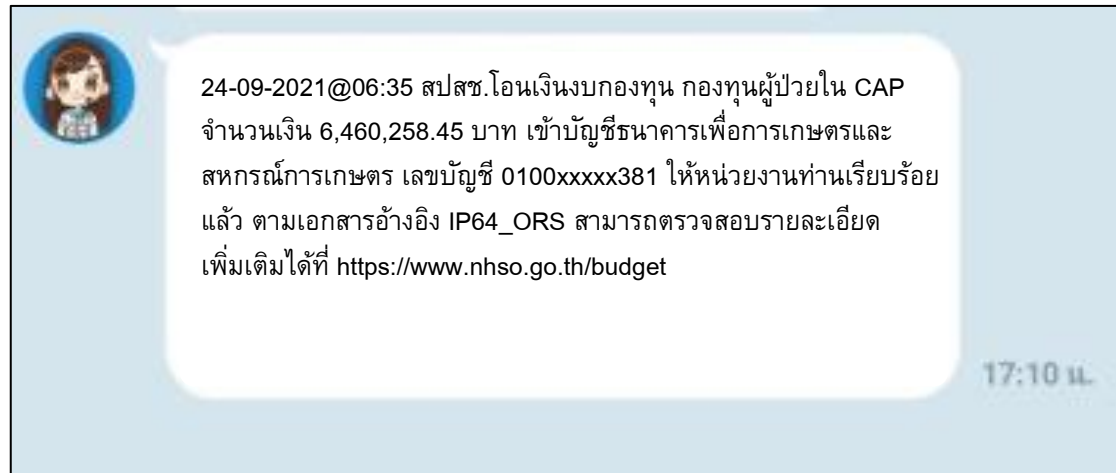 24-09-2021@06:35 สปสช.โอนเงินงบกองทุน กองทุนผู้ป่วยใน CAP
จำนวนเงิน 6,460,258.45 บาท เข้าบัญชีธนาคารเพื่อการเกษตรและ
สหกรณ์การเกษตร เลขบัญชี 0100xxxxx381 ให้หน่วยงานท่านเรียบร้อย
แล้ว ตามเอกสารอ้างอิง IP64_ORS สามารถตรวจสอบรายละเอียด
เพิ่มเติมได้ที่ https://www.nhso.go.th/budget
17:10 น.